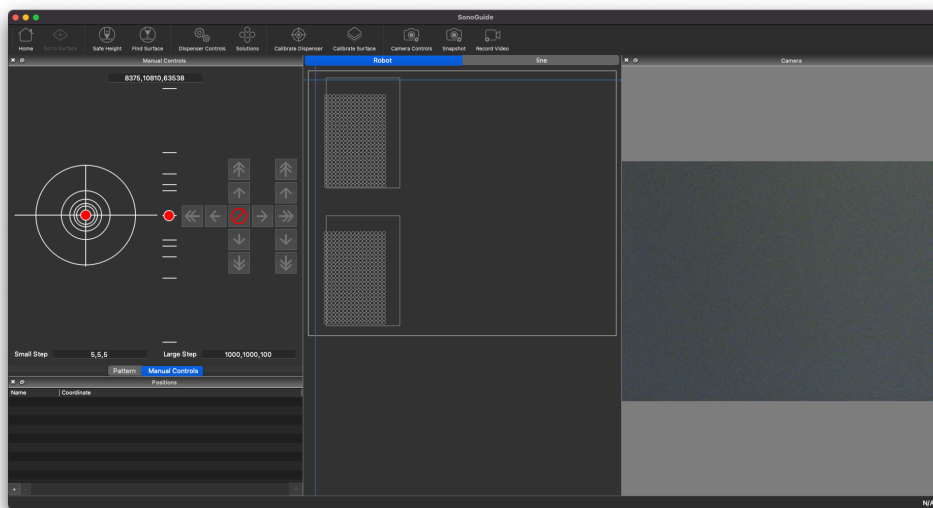 SonoGuide
Home Go to Surface Safe Height Find Surface Dispenser Controls Solutions Calibrate Dispenser Calibrate Surface Camera Controls Snapshot Record Video
Manual Controls
8375,10810,63538
Small Step 5,5,5 Large Step 1000,1000,100
Pattern Manual Controls
Positions
Name Coordinate
+ -
Robot line
Camera
N/A